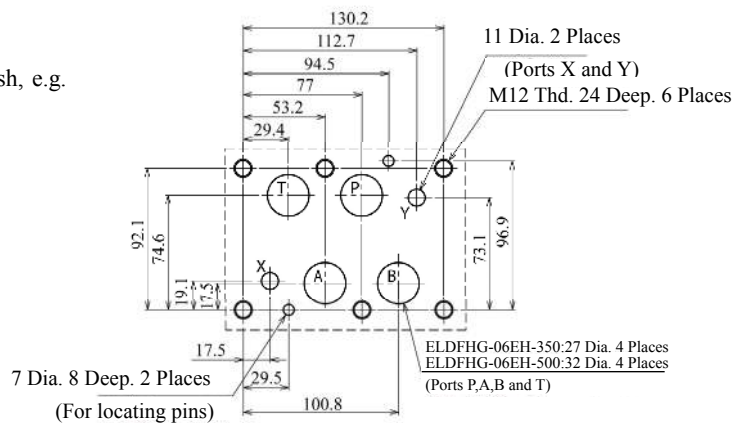 130.2
112.7
94.5
77
53.2
29.4
sh, e.g.
11 Dia. 2 Places
(Ports X and Y)
M12 Thd. 24 Deep. 6 Places
T
P
Y
X
A
B
92.1
74.6
19.1
17.5
73.1
96.9
17.5
29.5
100.8
7 Dia. 8 Deep. 2 Places
(For locating pins)
ELDFHG-06EH-350:27 Dia. 4 Places
ELDFHG-06EH-500:32 Dia. 4 Places
(Ports P,A,B and T)